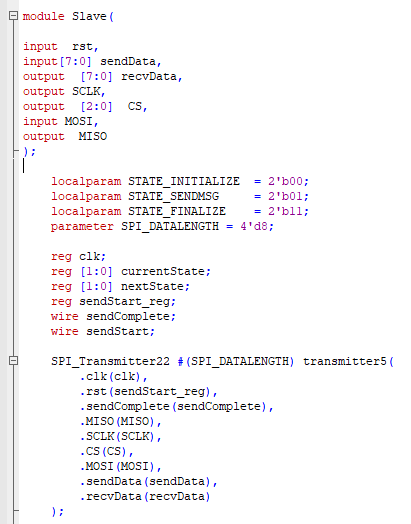 module Slave(
input rst,
input[7:0] sendData,
output [7:0] recvData,
output SCLK,
output [2:0] CS,
input MOSI,
output MISO
);
localparam STATE_INITIALIZE = 2'b00;
localparam STATE_SENDMSG = 2'b01;
localparam STATE_FINALIZE = 2'b11;
parameter SPI_DATALENGTH = 4'd8;
reg clk;
reg [1:0] currentState;
reg [1:0] nextState;
reg sendStart_reg;
wire sendComplete;
wire sendStart;
SPI_Transmitter22 #(SPI_DATALENGTH) transmitter5(
.clk(clk),
.rst(sendStart_reg),
.sendComplete(sendComplete),
.MISO(MISO),
.SCLK(SCLK),
.CS(CS),
.MOSI(MOSI),
.sendData(sendData),
.recvData(recvData)
);